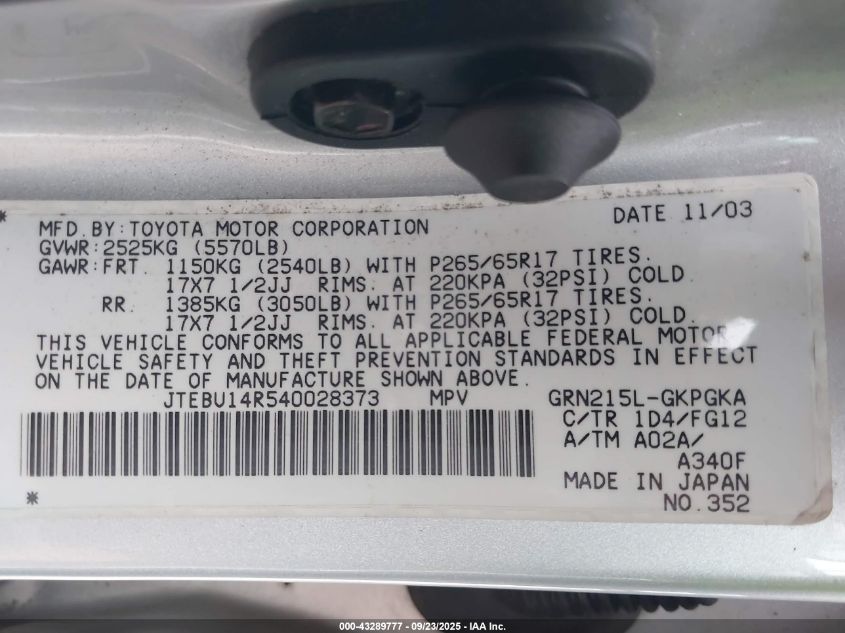 DATE 11/03
MFD.BY:TOYOTA MOTOR CORPORATION
GVWR:2525KG (5570LB)
GAWR:FRT. 1150KG (2540LB) WITH P265/65R17 TIRES.
17X7 1/2JJ RIMS. AT 220KPA (32PSI) COLD.
RR. 1385KG (3050LB) WITH P265/65R17 TIRES.
17X7 1/2JJ RIMS. AT 220KPA (32PSI) COLD.
THIS VEHICLE CONFORMS TO ALL APPLICABLE FEDERAL MOTOR
VEHICLE SAFETY AND THEFT PREVENTION STANDARDS IN EFFECT
ON THE DATE OF MANUFACTURE SHOWN ABOVE.
JTEBU14R540028373 MPV GRN215L-GKPGKA
C/TR 1D4/FG12
A/TM A02A/
A340F
MADE IN JAPAN
NO.352
000-43289777 - 09/23/2025 - IAA Inc.